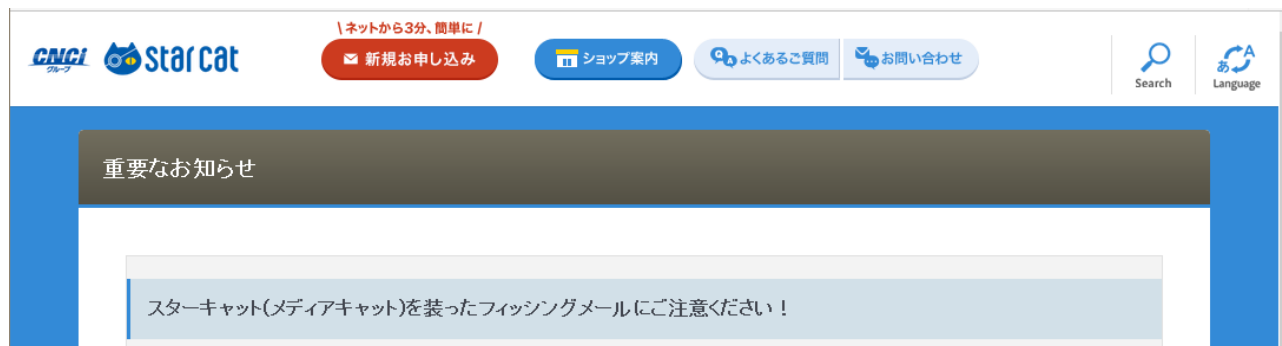 \ネットから3分、簡単に/
CNCi グループ
starcat
新規お申し込み
ショップ案内
よくあるご質問
お問い合わせ
Search
あ A
Language
重要なお知らせ
スターキャット(メディアキャット)を装ったフィッシングメールにご注意ください！